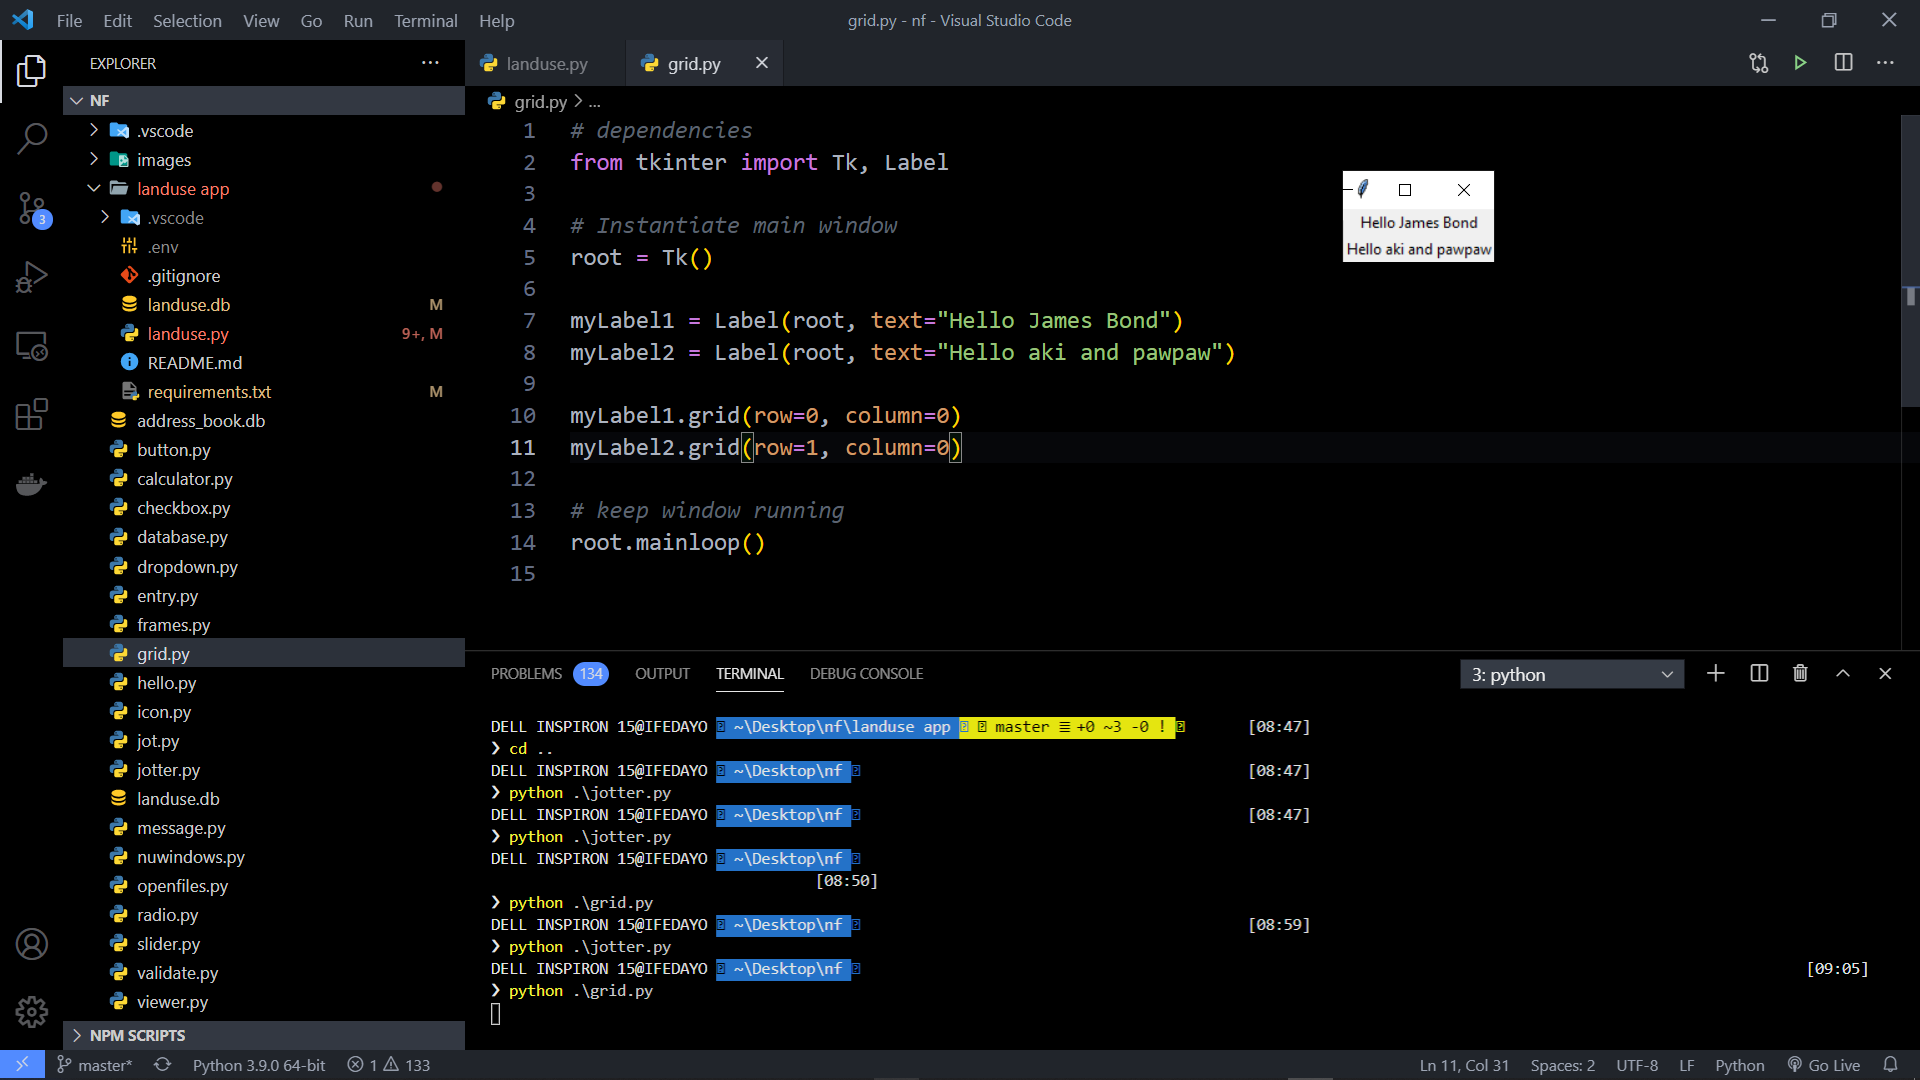 File Edit Selection View Go Run Terminal Help
grid.py - nf - Visual Studio Code
EXPLORER
NF
.vscode
images
landuse app
.vscode
.env
.gitignore
landuse.db M
landuse.py 9+, M
README.md
requirements.txt M
address_book.db
button.py
calculator.py
checkbox.py
database.py
dropdown.py
entry.py
frames.py
grid.py
hello.py
icon.py
jot.py
jotter.py
landuse.db
message.py
nuwindows.py
openfiles.py
radio.py
slider.py
validate.py
viewer.py
NPM SCRIPTS
3
landuse.py
grid.py
grid.py > ...
1 # dependencies
2 from tkinter import Tk, Label
3
4 # Instantiate main window
5 root = Tk()
6
7 myLabel1 = Label(root, text="Hello James Bond")
8 myLabel2 = Label(root, text="Hello aki and pawpaw")
9
10 myLabel1.grid(row=0, column=0)
11 myLabel2.grid(row=1, column=0)
12
13 # keep window running
14 root.mainloop()
15
Hello James Bond
Hello aki and pawpaw
PROBLEMS 134 OUTPUT TERMINAL DEBUG CONSOLE
3: python
DELL INSPIRON 15@IFEDAYO ~\Desktop\nf\landuse app master ≡ +0 ~3 -0 ! [08:47]
❯ cd ..
DELL INSPIRON 15@IFEDAYO ~\Desktop\nf [08:47]
❯ python .\jotter.py
DELL INSPIRON 15@IFEDAYO ~\Desktop\nf [08:47]
❯ python .\jotter.py
DELL INSPIRON 15@IFEDAYO ~\Desktop\nf
[08:50]
❯ python .\grid.py
DELL INSPIRON 15@IFEDAYO ~\Desktop\nf [08:59]
❯ python .\jotter.py
DELL INSPIRON 15@IFEDAYO ~\Desktop\nf [09:05]
❯ python .\grid.py
master* Python 3.9.0 64-bit 1 133
Ln 11, Col 31 Spaces: 2 UTF-8 LF Python Go Live